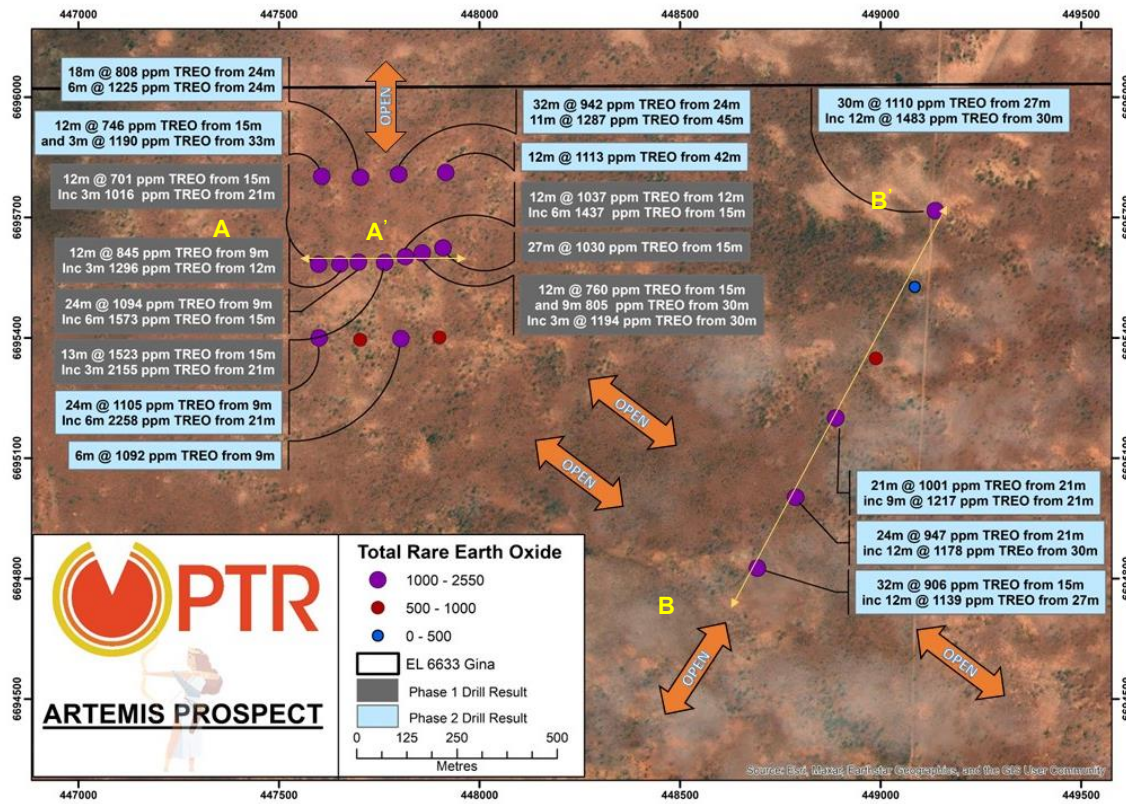 447000 447500 448000 448500 449000 449500
6696000
6695700
6695400
6695100
6694800
6694500
18m @ 808 ppm TREO from 24m
6m @ 1225 ppm TREO from 24m
12m @ 746 ppm TREO from 15m
and 3m @ 1190 ppm TREO from 33m
12m @ 701 ppm TREO from 15m
Inc 3m 1016 ppm TREO from 21m
12m @ 845 ppm TREO from 9m
Inc 3m 1296 ppm TREO from 12m
24m @ 1094 ppm TREO from 9m
Inc 6m 1573 ppm TREO from 15m
13m @ 1523 ppm TREO from 15m
Inc 3m 2155 ppm TREO from 21m
24m @ 1105 ppm TREO from 9m
Inc 6m 2258 ppm TREO from 21m
6m @ 1092 ppm TREO from 9m
OPEN
A
A'
32m @ 942 ppm TREO from 24m
11m @ 1287 ppm TREO from 45m
12m @ 1113 ppm TREO from 42m
12m @ 1037 ppm TREO from 12m
Inc 6m 1437 ppm TREO from 15m
27m @ 1030 ppm TREO from 15m
12m @ 760 ppm TREO from 15m
and 9m 805 ppm TREO from 30m
Inc 3m @ 1194 ppm TREO from 30m
30m @ 1110 ppm TREO from 27m
Inc 12m @ 1483 ppm TREO from 30m
B'
OPEN
OPEN
21m @ 1001 ppm TREO from 21m
inc 9m @ 1217 ppm TREO from 21m
24m @ 947 ppm TREO from 21m
inc 12m @ 1178 ppm TREo from 30m
32m @ 906 ppm TREO from 15m
inc 12m @ 1139 ppm TREO from 27m
B
OPEN
OPEN
PTR
ARTEMIS PROSPECT
Total Rare Earth Oxide
1000 - 2550
500 - 1000
0 - 500
EL 6633 Gina
Phase 1 Drill Result
Phase 2 Drill Result
0 125 250 500
Metres
Source: Esri, Maxar, Earthstar Geographics, and the GIS User Community
6696000
6695700
6695400
6695100
6694800
6694500
447000 447500 448000 448500 449000 449500